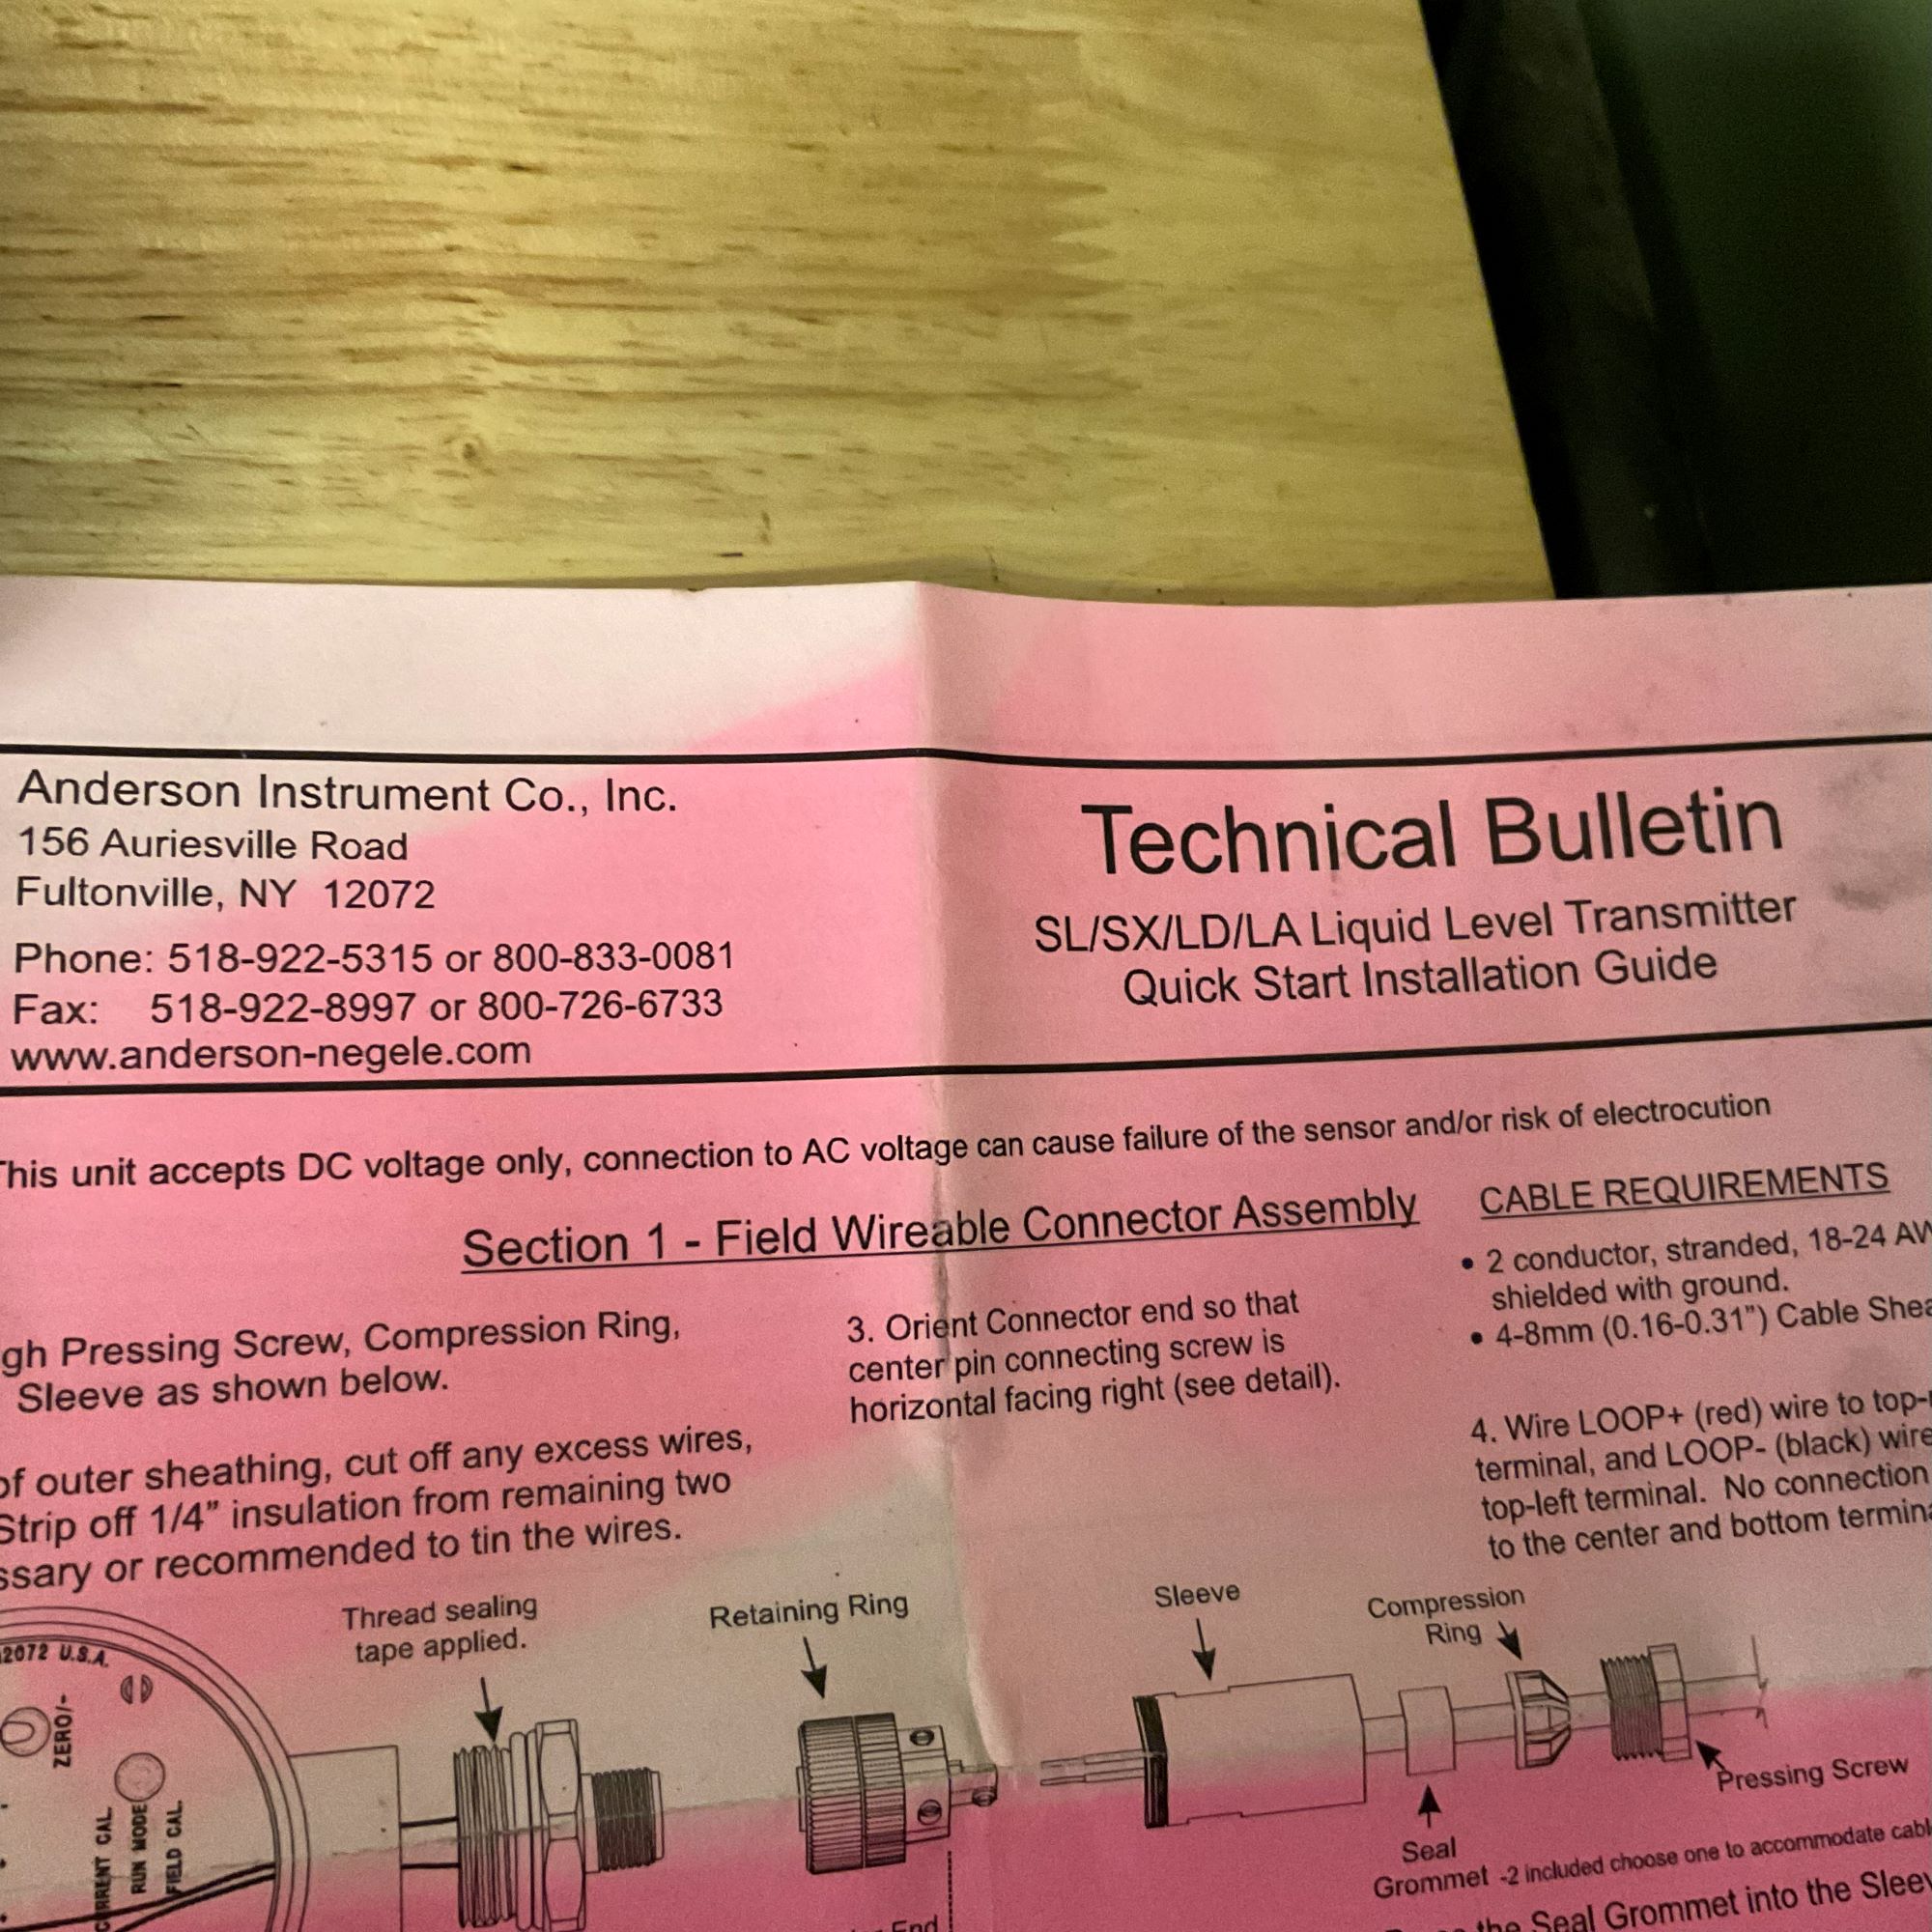 Anderson Instrument Co., Inc.
156 Auriesville Road
Fultonville, NY 12072
Phone: 518-922-5315 or 800-833-0081
Fax: 518-922-8997 or 800-726-6733
www.anderson-negele.com
Technical Bulletin
SL/SX/LD/LA Liquid Level Transmitter
Quick Start Installation Guide
This unit accepts DC voltage only, connection to AC voltage can cause failure of the sensor and/or risk of electrocution
Section 1 - Field Wireable Connector Assembly
Pressing Screw, Compression Ring,
Sleeve as shown below.
of outer sheathing, cut off any excess wires,
Strip off 1/4” insulation from remaining two
or recommended to tin the wires.
3. Orient Connector end so that
center pin connecting screw is
horizontal facing right (see detail).
CABLE REQUIREMENTS
• 2 conductor, stranded, 18-24
shielded with ground.
• 4-8mm (0.16-0.31”) Cable
4. Wire LOOP+ (red) wire to
terminal, and LOOP- (black) wire
top-left terminal. No connection
to the center and bottom
Thread sealing
tape applied.
Retaining Ring
Sleeve
Compression
Ring
Pressing Screw
Seal
Grommet -2 included choose one to accommodate
the Seal Grommet into the
End
U.S.A.
ZERO/-
RUN MODE
FIELD CAL.
CAL.